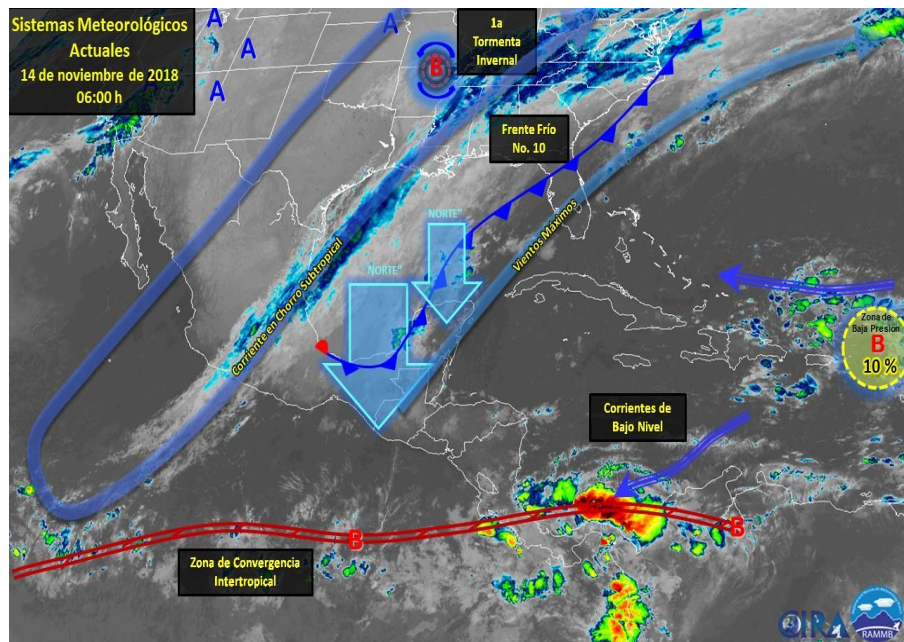 Sistemas Meteorológicos
Actuales
14 de noviembre de 2018
06:00 h
A
A
A
A
1a
Tormenta
Invernal
B
Frente Frío
No. 10
NORTE"
NORTE"
Corriente en Chorro Subtropical
Vientos Máximos
Zona de
Baja Presión
B
10 %
Corrientes de
Bajo Nivel
B
B
Zona de Convergencia
Intertropical
CIRA
RAMMB